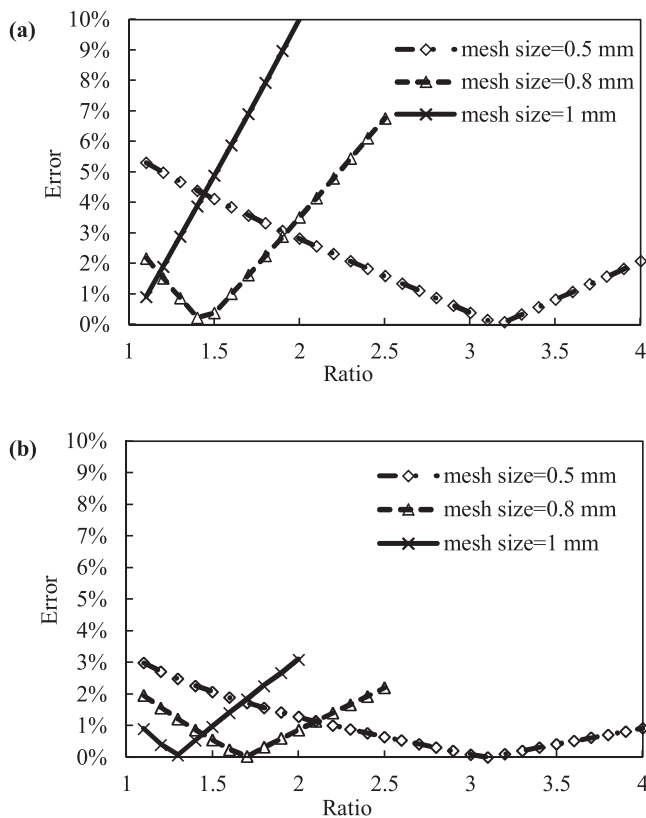 (a)
10%
9%
8%
7%
6%
5%
4%
3%
2%
1%
0%
Error
mesh size=0.5 mm
mesh size=0.8 mm
mesh size=1 mm
1 1.5 2 2.5 3 3.5 4
Ratio
(b)
10%
9%
8%
7%
6%
5%
4%
3%
2%
1%
0%
Error
mesh size=0.5 mm
mesh size=0.8 mm
mesh size=1 mm
1 1.5 2 2.5 3 3.5 4
Ratio